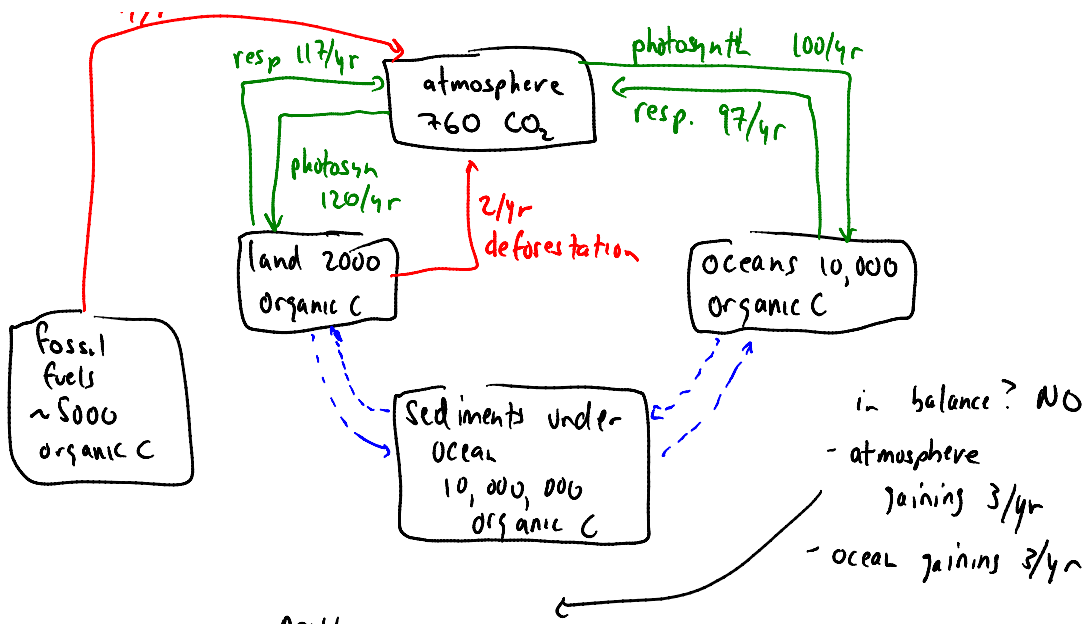 resp 117/yr
atmosphere
760 CO₂
photosynth 100/yr
resp. 97/yr
photosyn
120/yr
2/yr
deforestation
land 2000
organic C
oceans 10,000
organic C
fossil
fuels
~5000
organic C
sediments under
ocean
10,000,000
organic C
in balance? NO
- atmosphere
gaining 3/yr
- ocean gaining 3/yr